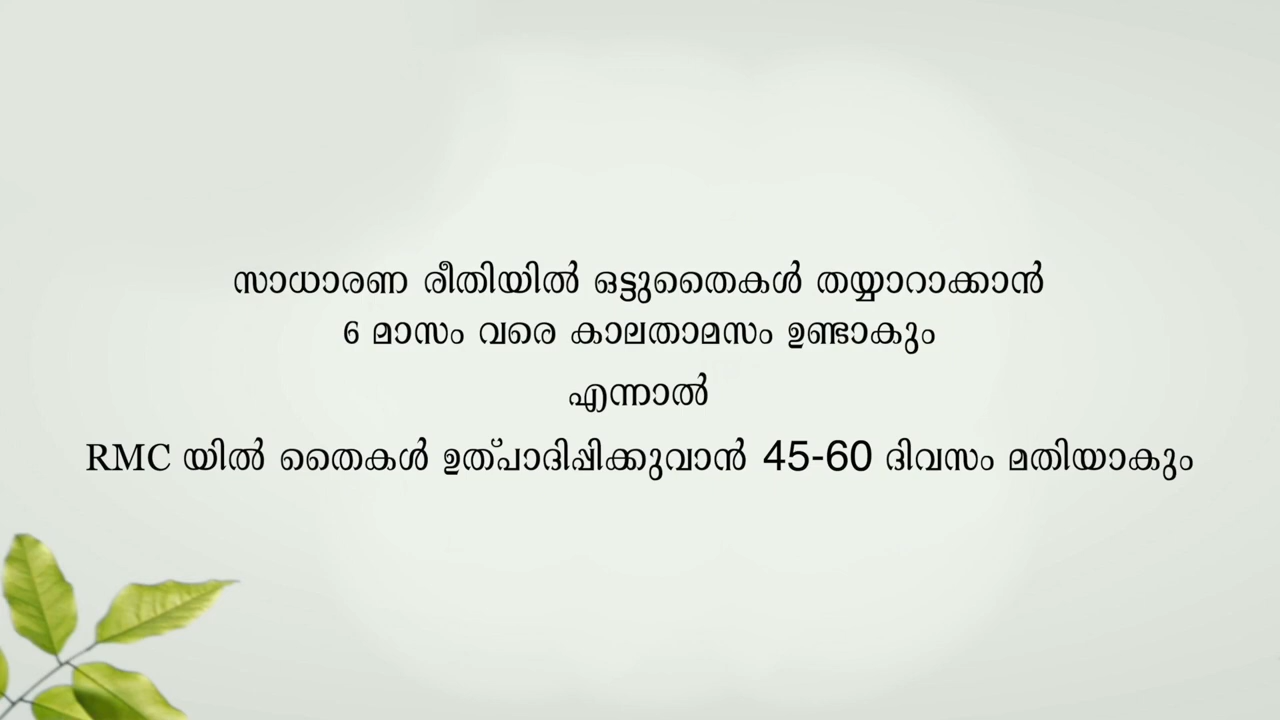 സാധാരണ രീതിയിൽ ഒട്ടുതൈകൾ തയ്യാറാക്കാൻ
6 മാസം വരെ കാലതാമസം ഉണ്ടാകും
എന്നാൽ
RMC യിൽ തൈകൾ ഉത്പാദിപ്പിക്കുവാൻ 45-60 ദിവസം മതിയാകും